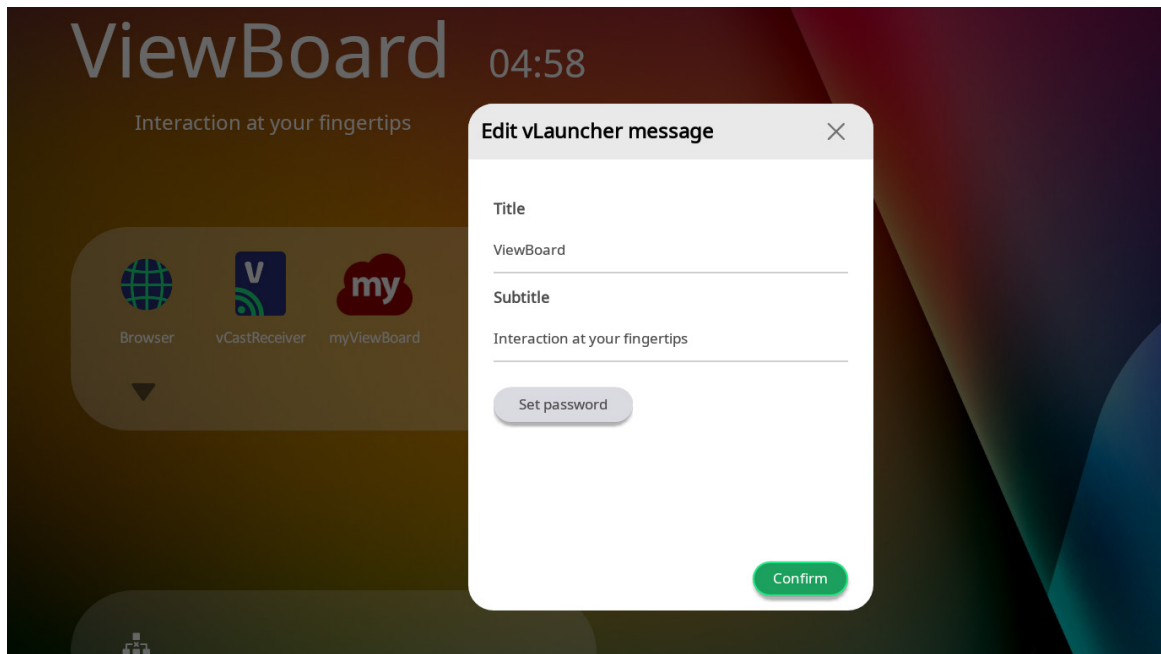 ViewBoard 04:58
Interaction at your fingertips
Browser
V
vCastReceiver
my
myViewBoard
Edit vLauncher message
Title
ViewBoard
Subtitle
Interaction at your fingertips
Set password
Confirm